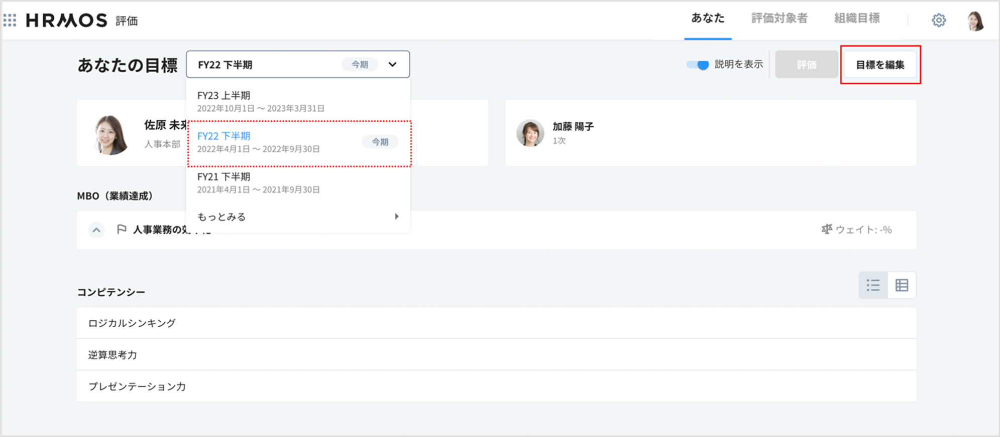 HRMOS 評価
あなた
評価対象者
組織目標
あなたの目標
FY22 下半期
今期
説明を表示
評価
目標を編集
FY23 上半期
2022年10月1日 ～ 2023年3月31日
FY22 下半期
今期
2022年4月1日 ～ 2022年9月30日
FY21 下半期
2021年4月1日 ～ 2021年9月30日
もっとみる
佐原 未来
人事本部
加藤 陽子
1次
MBO（業績達成）
人事業務の
ウェイト: -%
コンピテンシー
ロジカルシンキング
逆算思考力
プレゼンテーション力